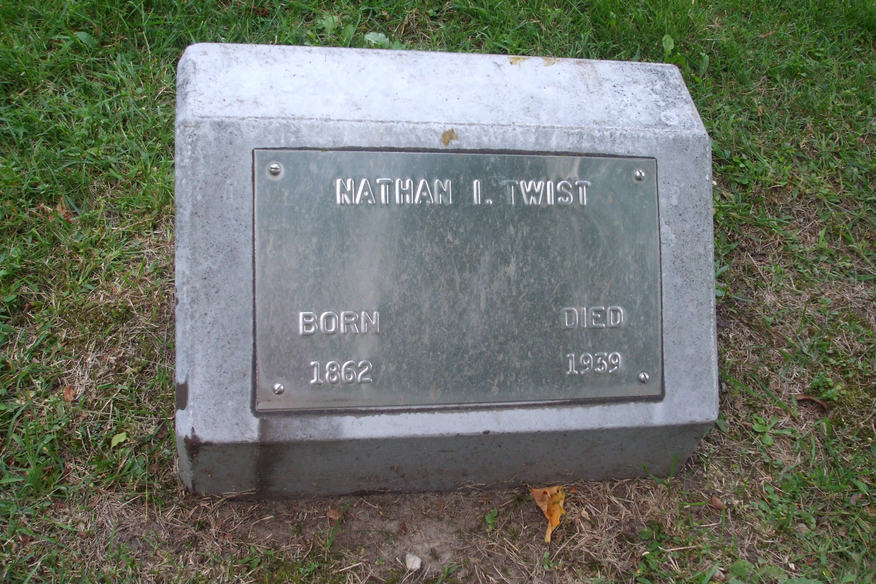 NATHAN I. TWIST
BORN DIED
1862 1939